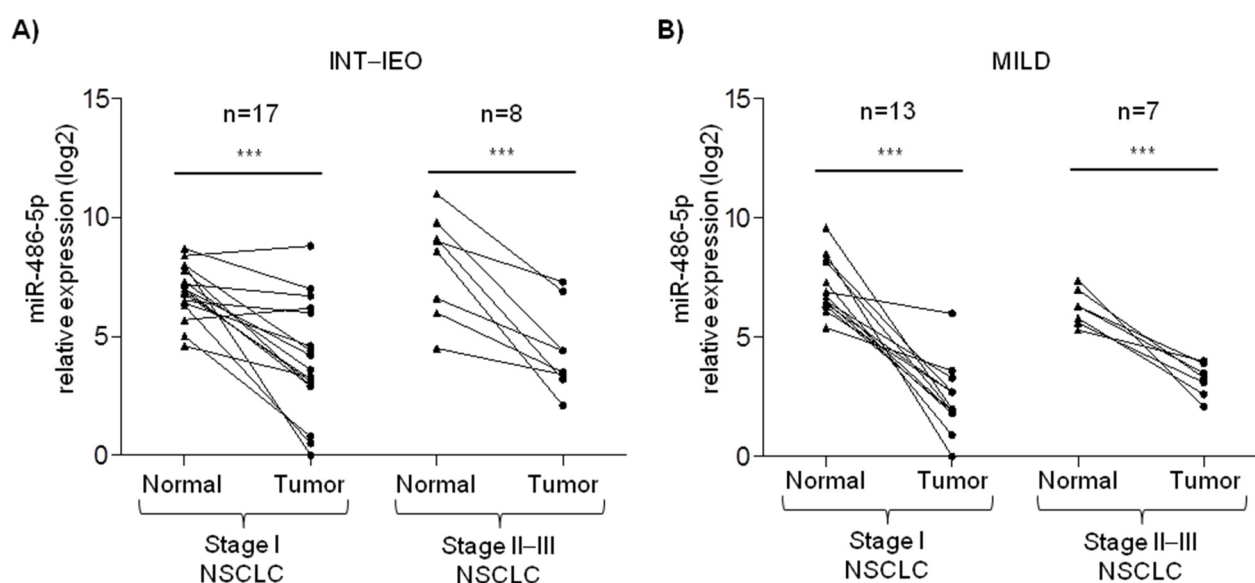 A)
INT–IEO
miR-486-5p
relative expression (log2)
15
10
5
0
n=17
***
n=8
***
Normal
Tumor
Normal
Tumor
Stage I
NSCLC
Stage II–III
NSCLC
B)
MILD
miR-486-5p
relative expression (log2)
15
10
5
0
n=13
***
n=7
***
Normal
Tumor
Normal
Tumor
Stage I
NSCLC
Stage II–III
NSCLC